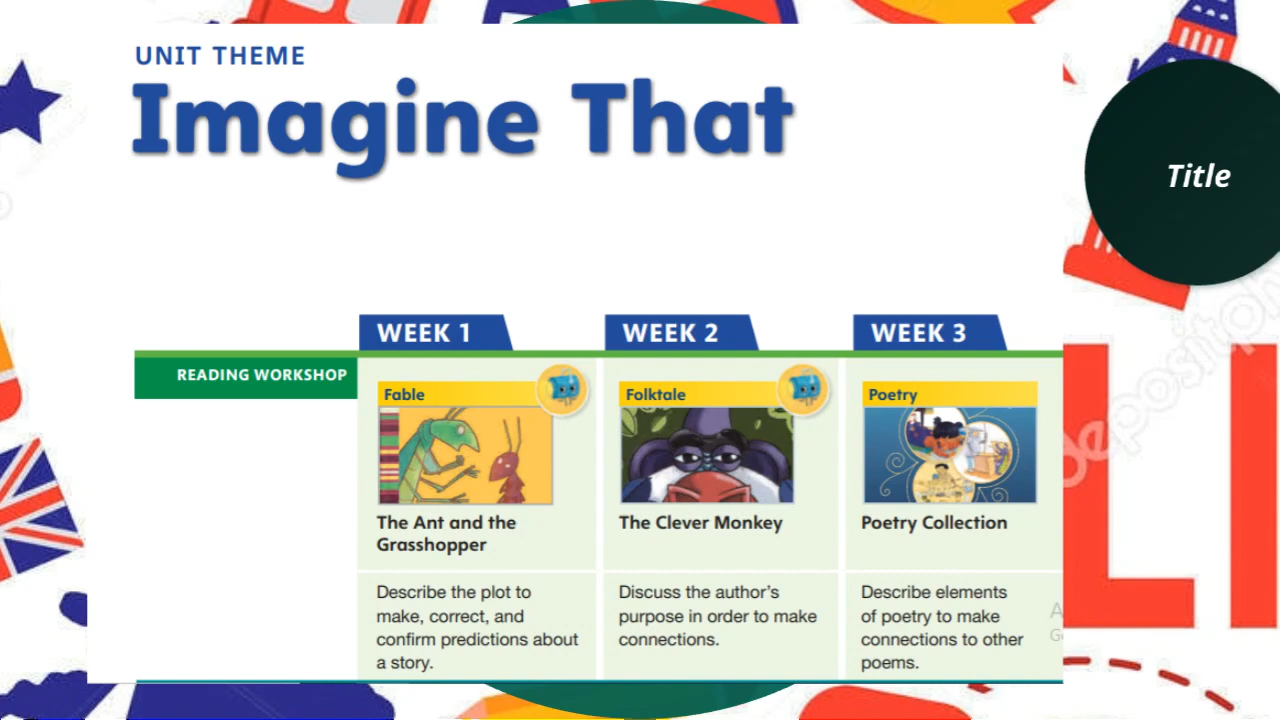 UNIT THEME
Imagine That
Title
WEEK 1
WEEK 2
WEEK 3
READING WORKSHOP
Fable
Folktale
Poetry
The Ant and the
Grasshopper
The Clever Monkey
Poetry Collection
Describe the plot to
make, correct, and
confirm predictions about
a story.
Discuss the author's
purpose in order to make
connections.
Describe elements
of poetry to make
connections to other
poems.
LI
depositph